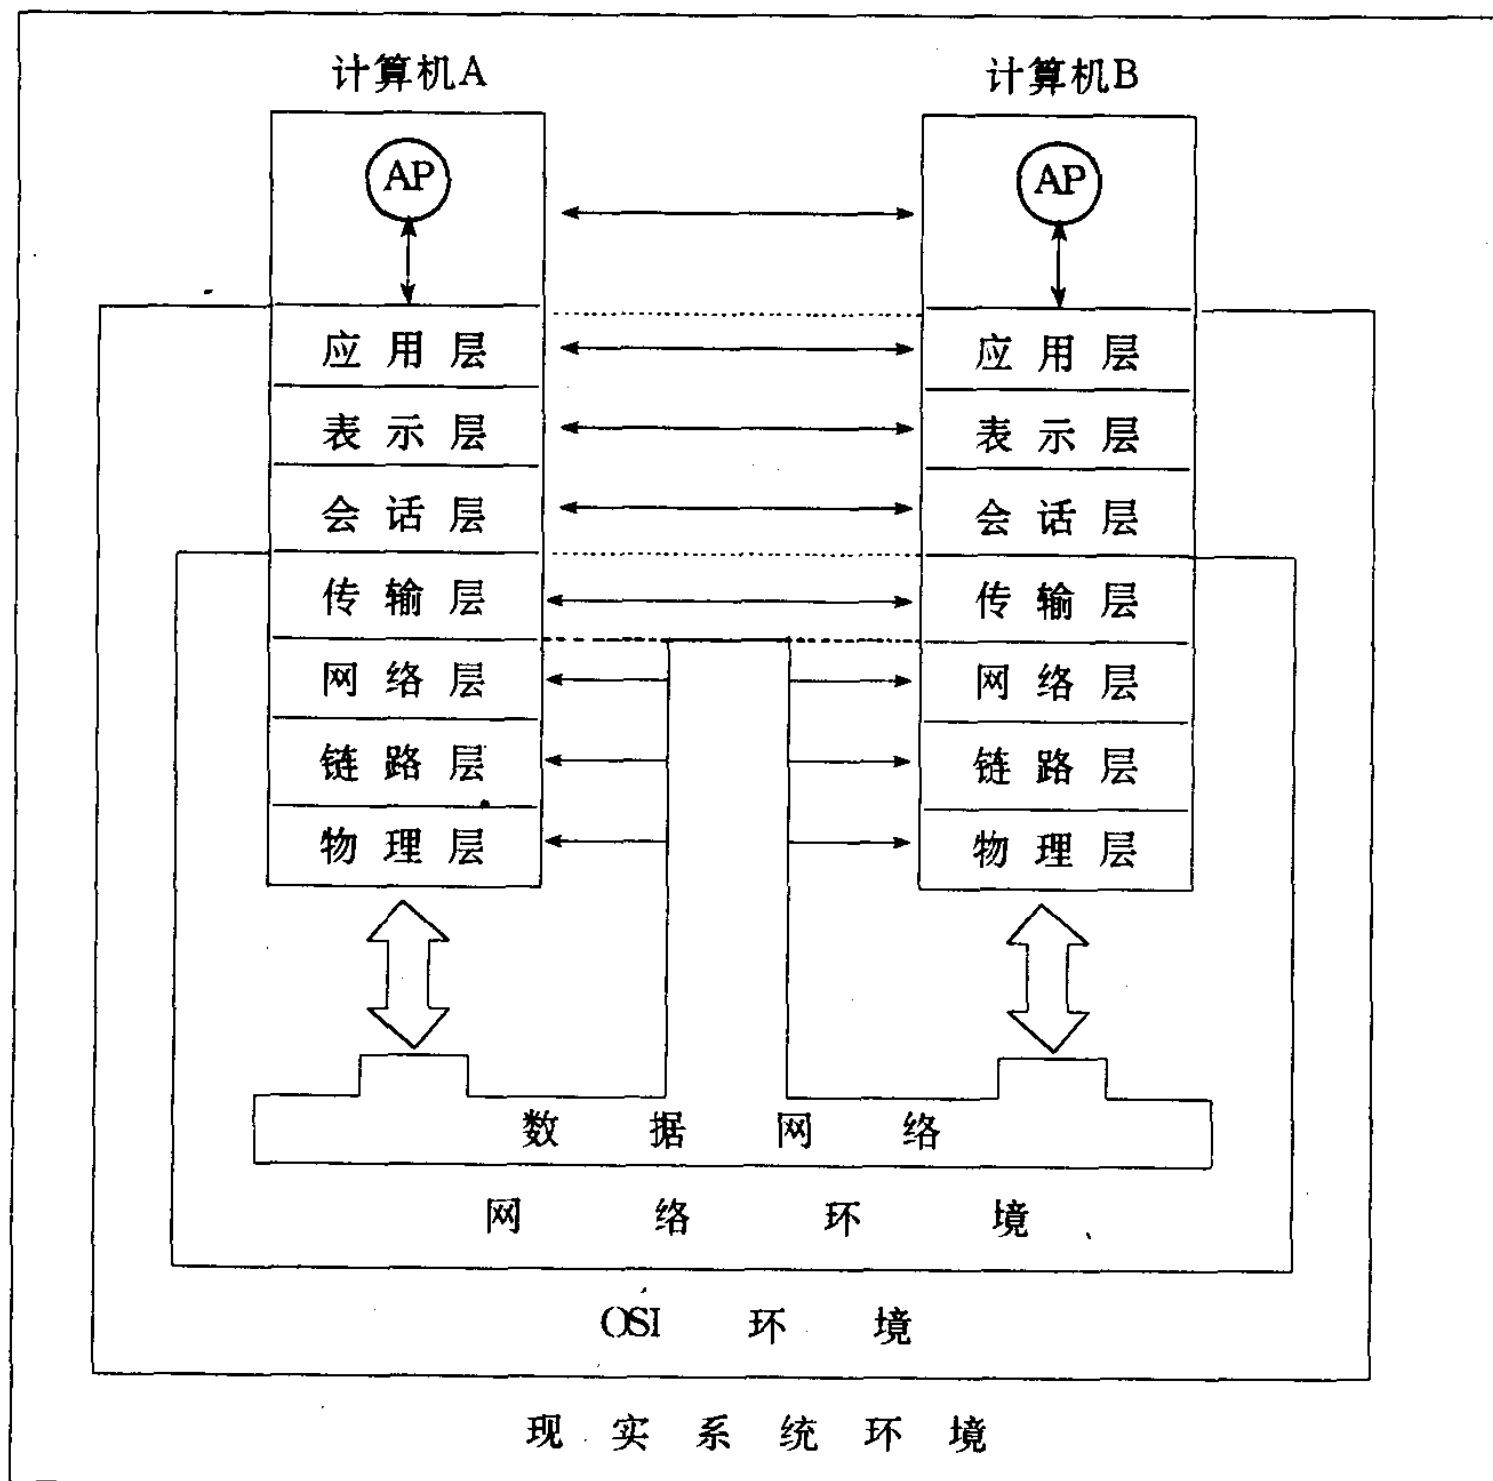 计算机A
计算机B
AP
AP
应用层
应用层
表示层
表示层
会话层
会话层
传输层
传输层
网络层
网络层
链路层
链路层
物理层
物理层
数据网络
网络环境
OSI 环境
现实系统环境